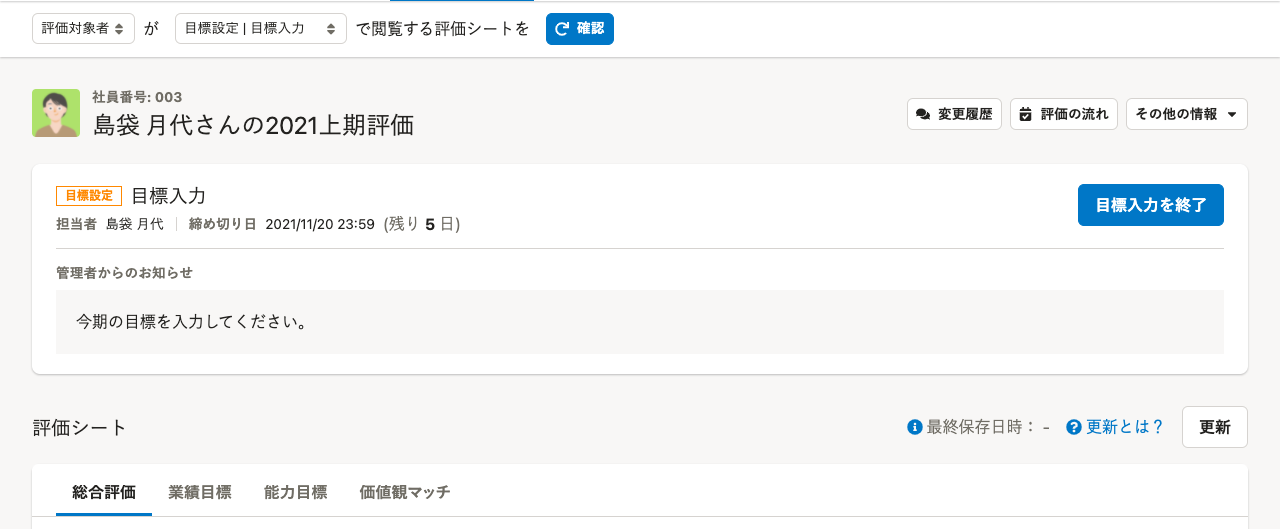 評価対象者 が 目標設定 | 目標入力 で閲覧する評価シートを 確認
社員番号: 003
島袋 月代さんの2021上期評価
変更履歴 評価の流れ その他の情報
目標設定 目標入力
担当者 島袋 月代 締め切り日 2021/11/20 23:59 (残り 5 日)
目標入力を終了
管理者からのお知らせ
今期の目標を入力してください。
評価シート
最終保存日時： - 更新とは？ 更新
総合評価 業績目標 能力目標 価値観マッチ